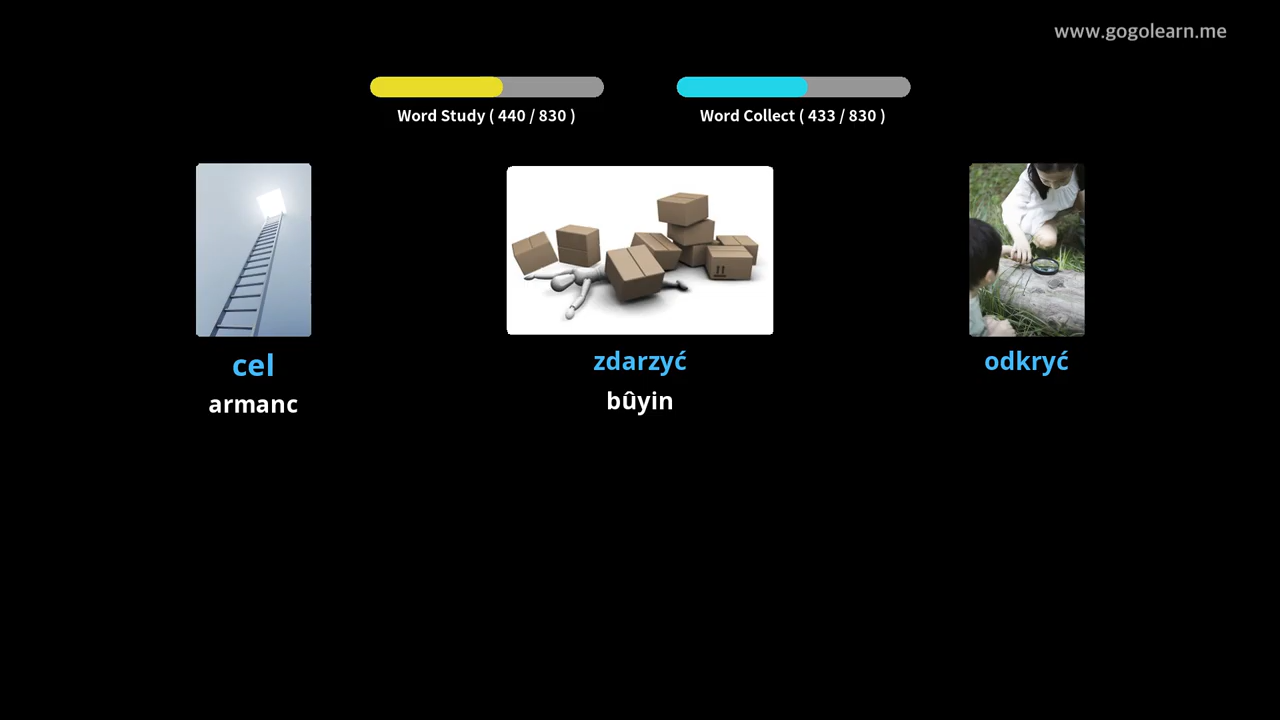 www.gogolearn.me
Word Study ( 440 / 830 )
Word Collect ( 433 / 830 )
cel
armanc
zdarzyć
bûyin
odkryć